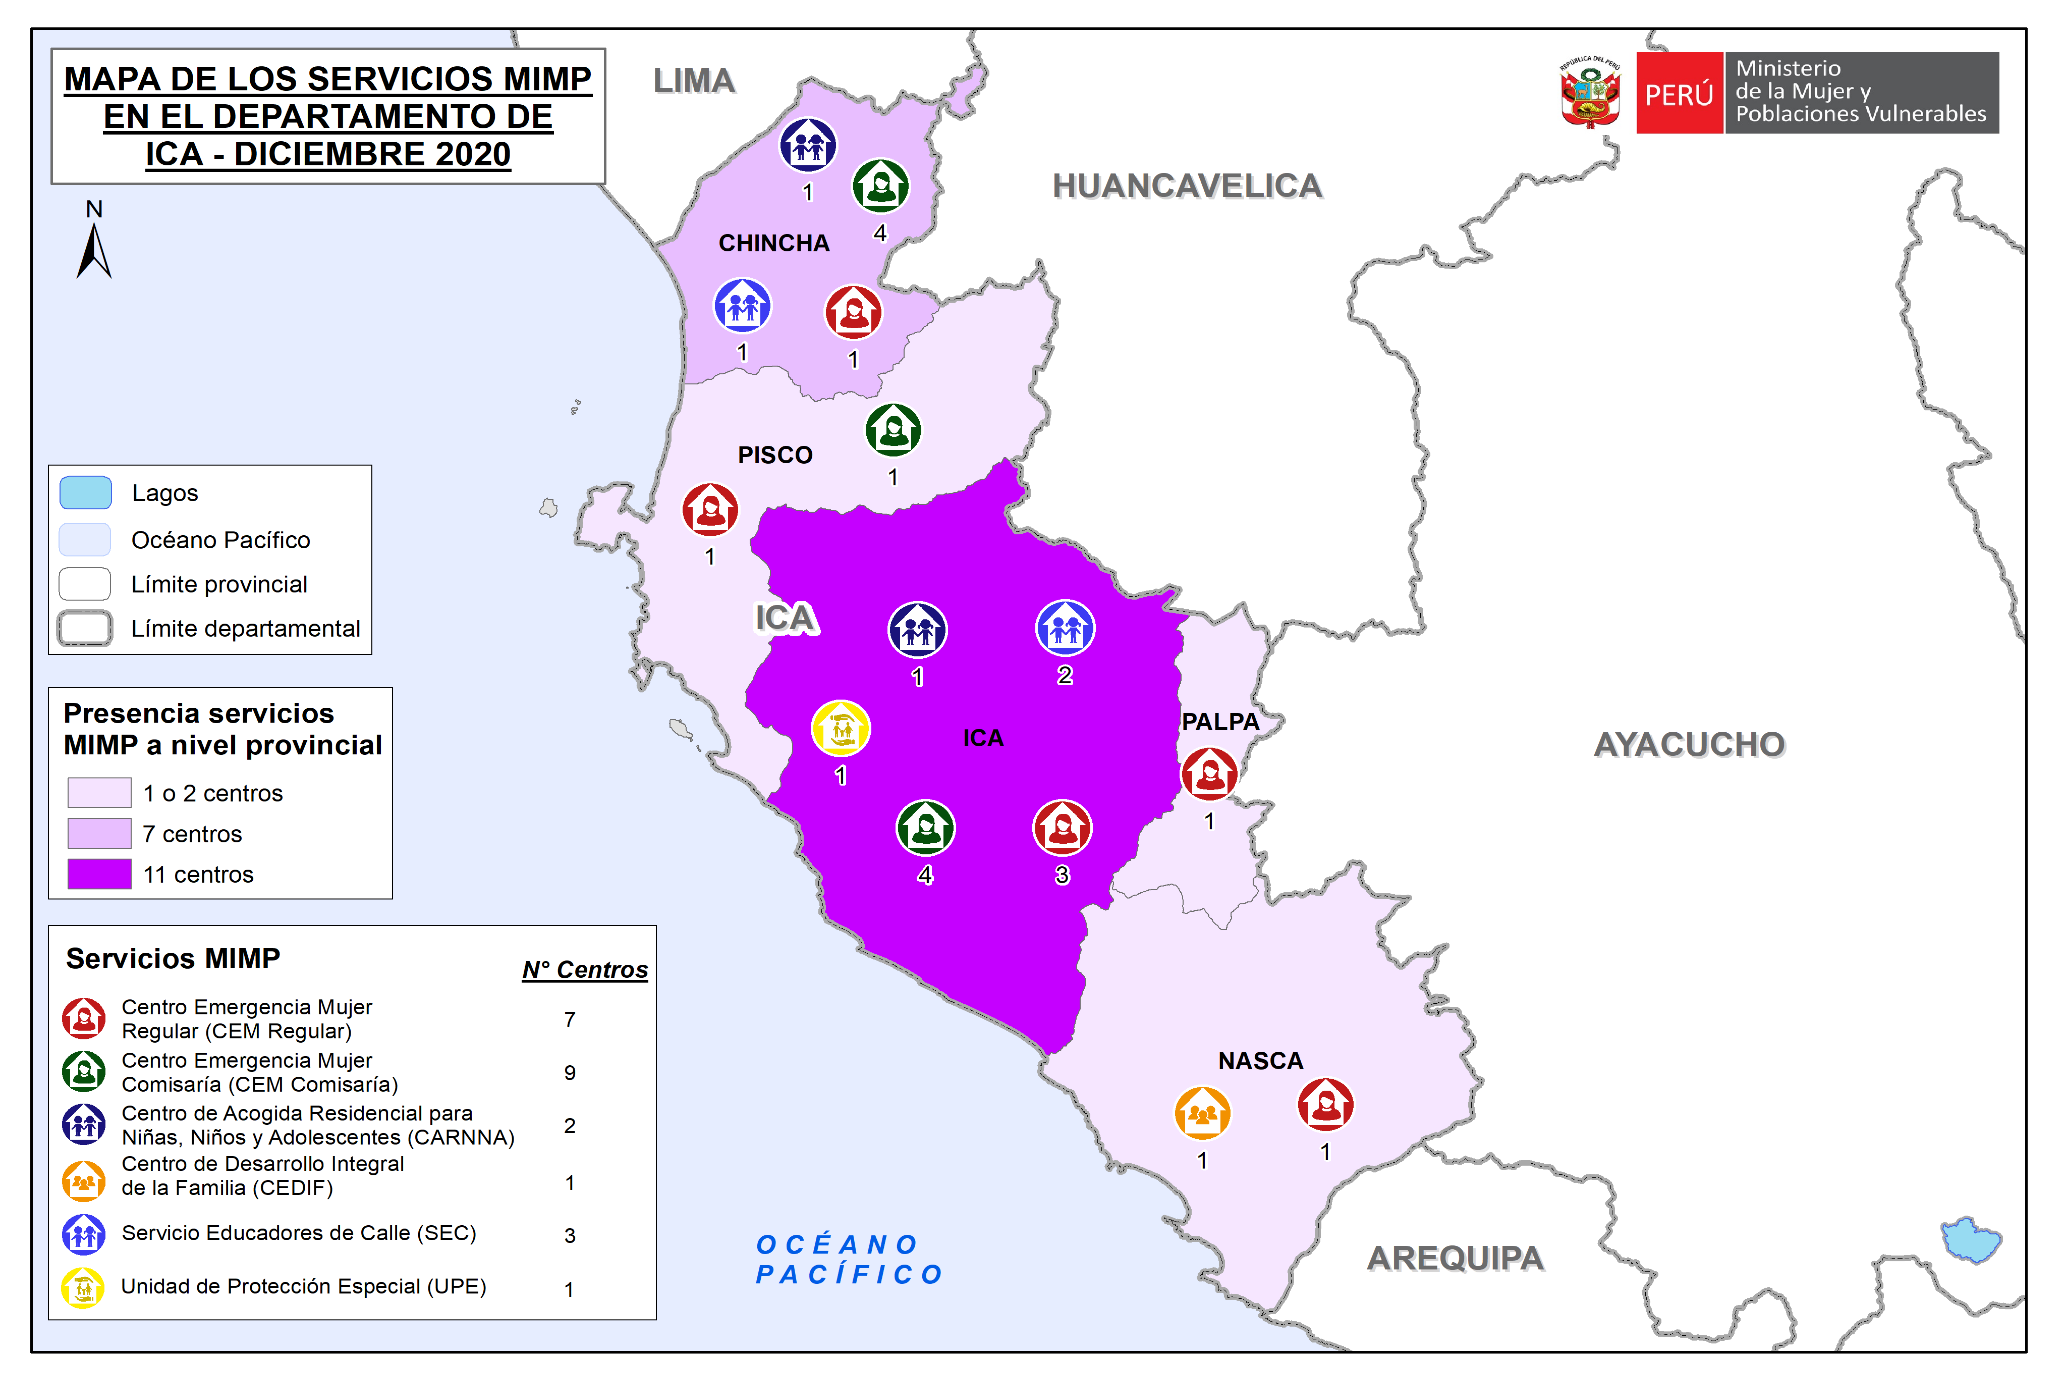 MAPA DE LOS SERVICIOS MIMP
EN EL DEPARTAMENTO DE
ICA - DICIEMBRE 2020
N
LIMA
HUANCAVELICA
REPÚBLICA DEL PERÚ
PERÚ
Ministerio
de la Mujer y
Poblaciones Vulnerables
1
4
CHINCHA
1
1
PISCO
1
1
ICA
1
2
ICA
1
4
3
PALPA
1
AYACUCHO
NASCA
1
1
AREQUIPA
OCÉANO
PACÍFICO
Lagos
Océano Pacífico
Límite provincial
Límite departamental
Presencia servicios
MIMP a nivel provincial
1 o 2 centros
7 centros
11 centros
Servicios MIMP
N° Centros
Centro Emergencia Mujer
Regular (CEM Regular)
7
Centro Emergencia Mujer
Comisaría (CEM Comisaría)
9
Centro de Acogida Residencial para
Niñas, Niños y Adolescentes (CARNNA)
2
Centro de Desarrollo Integral
de la Familia (CEDIF)
1
Servicio Educadores de Calle (SEC)
3
Unidad de Protección Especial (UPE)
1